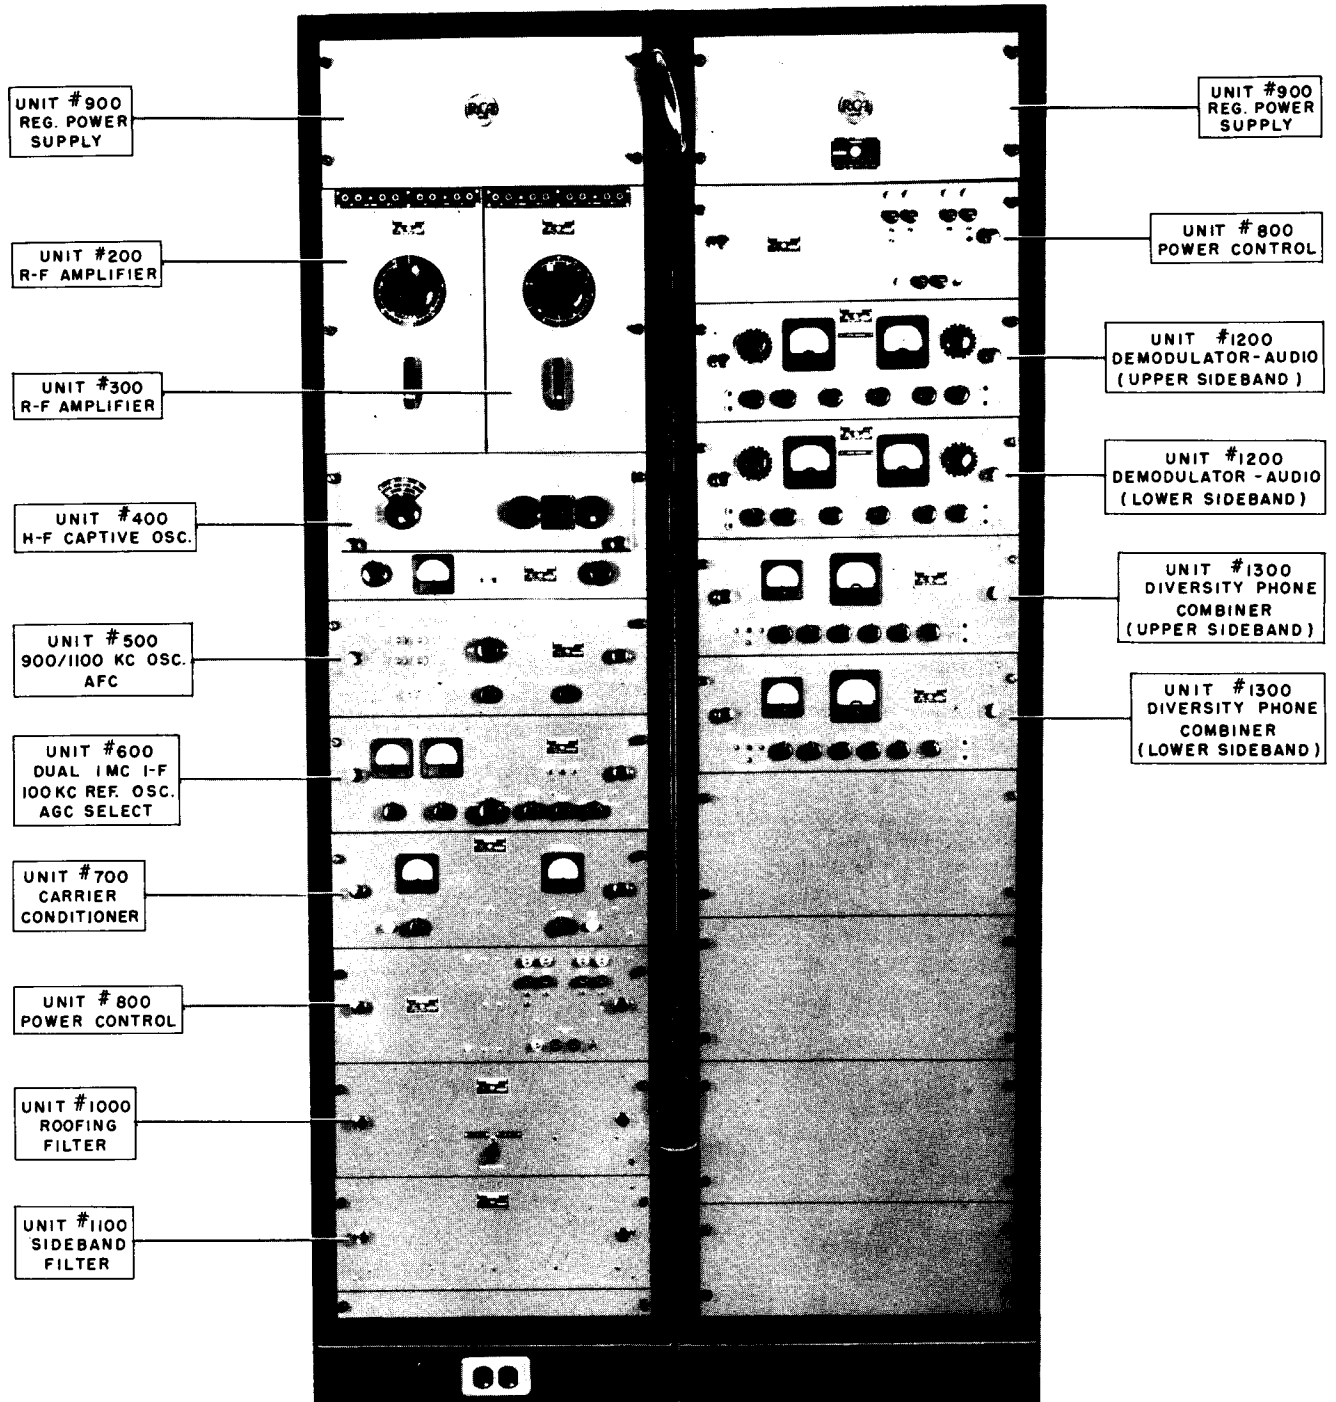 UNIT #900
REG. POWER
SUPPLY
UNIT #200
R-F AMPLIFIER
UNIT #300
R-F AMPLIFIER
UNIT #400
H-F CAPTIVE OSC.
UNIT #500
900/1100 KC OSC.
AFC
UNIT #600
DUAL 1MC I-F
100KC REF. OSC.
AGC SELECT
UNIT #700
CARRIER
CONDITIONER
UNIT #800
POWER CONTROL
UNIT #1000
ROOFING
FILTER
UNIT #1100
SIDEBAND
FILTER
RCA
RCA
UNIT #900
REG. POWER
SUPPLY
UNIT #800
POWER CONTROL
UNIT #1200
DEMODULATOR-AUDIO
(UPPER SIDEBAND)
UNIT #1200
DEMODULATOR-AUDIO
(LOWER SIDEBAND)
UNIT #1300
DIVERSITY PHONE
COMBINER
(UPPER SIDEBAND)
UNIT #1300
DIVERSITY PHONE
COMBINER
(LOWER SIDEBAND)